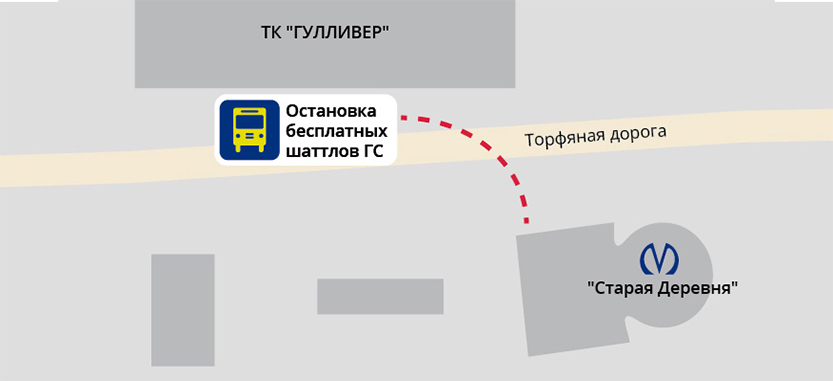 ТК "ГУЛЛИВЕР"
Остановка
бесплатных
шаттлов ГС
Торфяная дорога
"Старая Деревня"